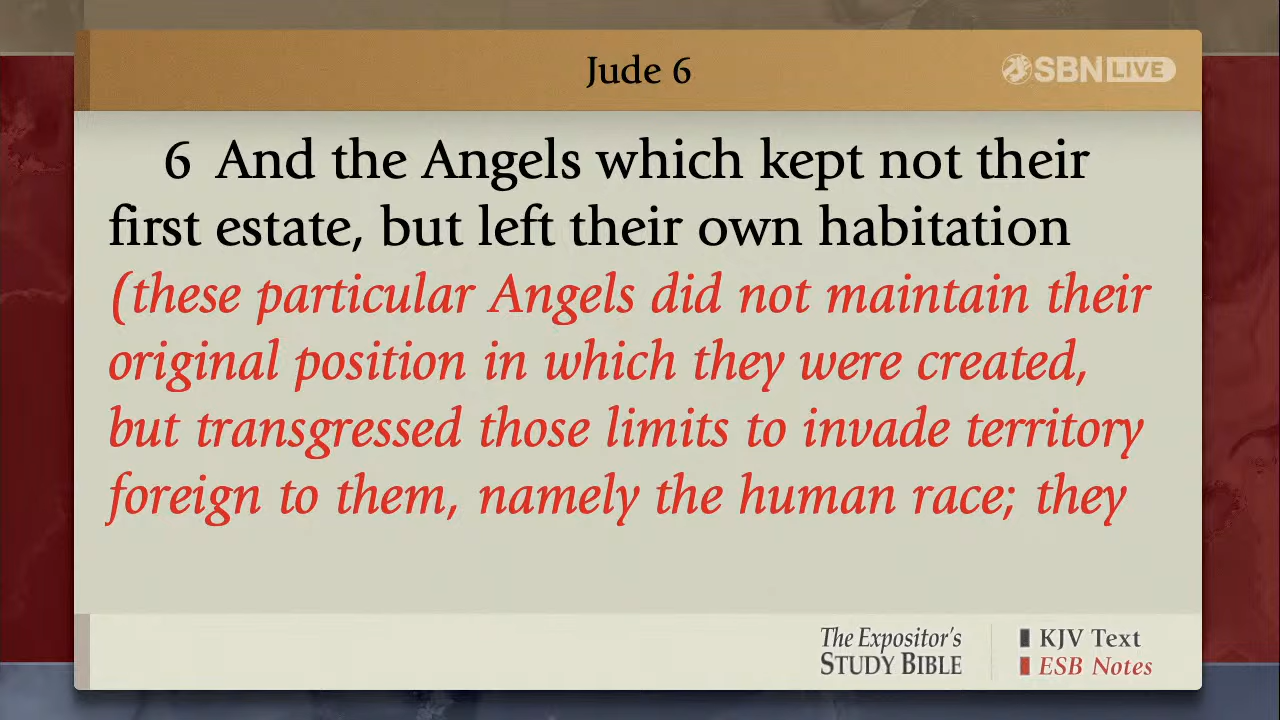 Jude 6
SBN LIVE
6 And the Angels which kept not their
first estate, but left their own habitation
(these particular Angels did not maintain their
original position in which they were created,
but transgressed those limits to invade territory
foreign to them, namely the human race; they
The Expositor's
STUDY BIBLE
KJV Text
ESB Notes